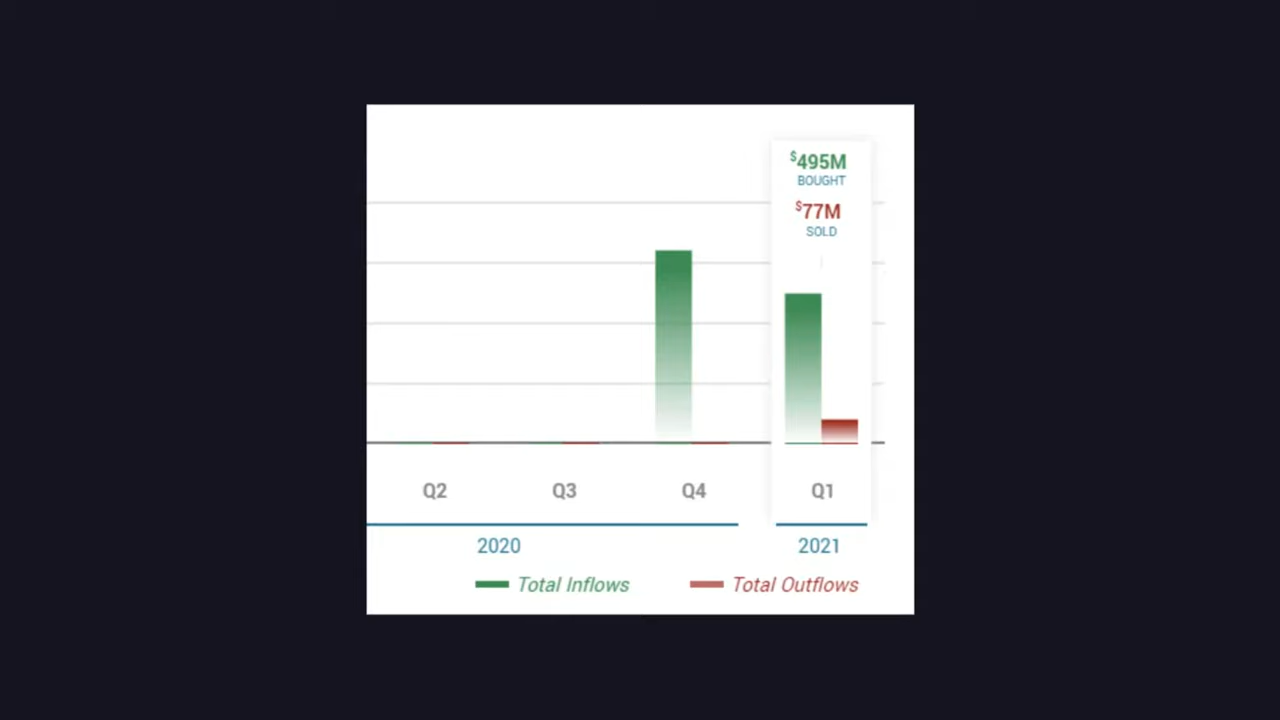 $495M
BOUGHT
$77M
SOLD
Q2 Q3 Q4 Q1
2020 2021
Total Inflows Total Outflows